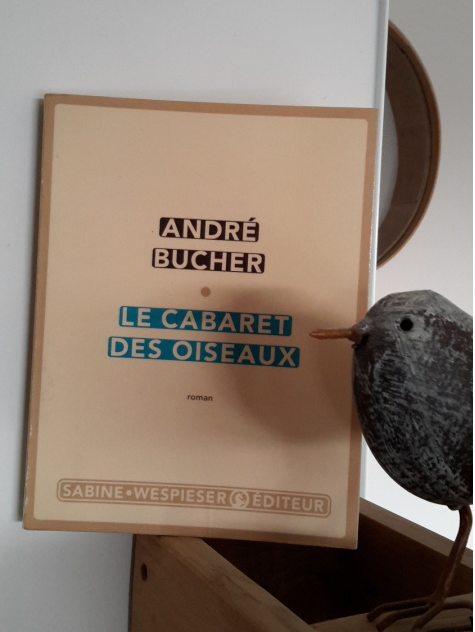 ANDRÉ
BUCHER
LE CABARET
DES OISEAUX
roman
SABINE•WESPIESER ÉDITEUR